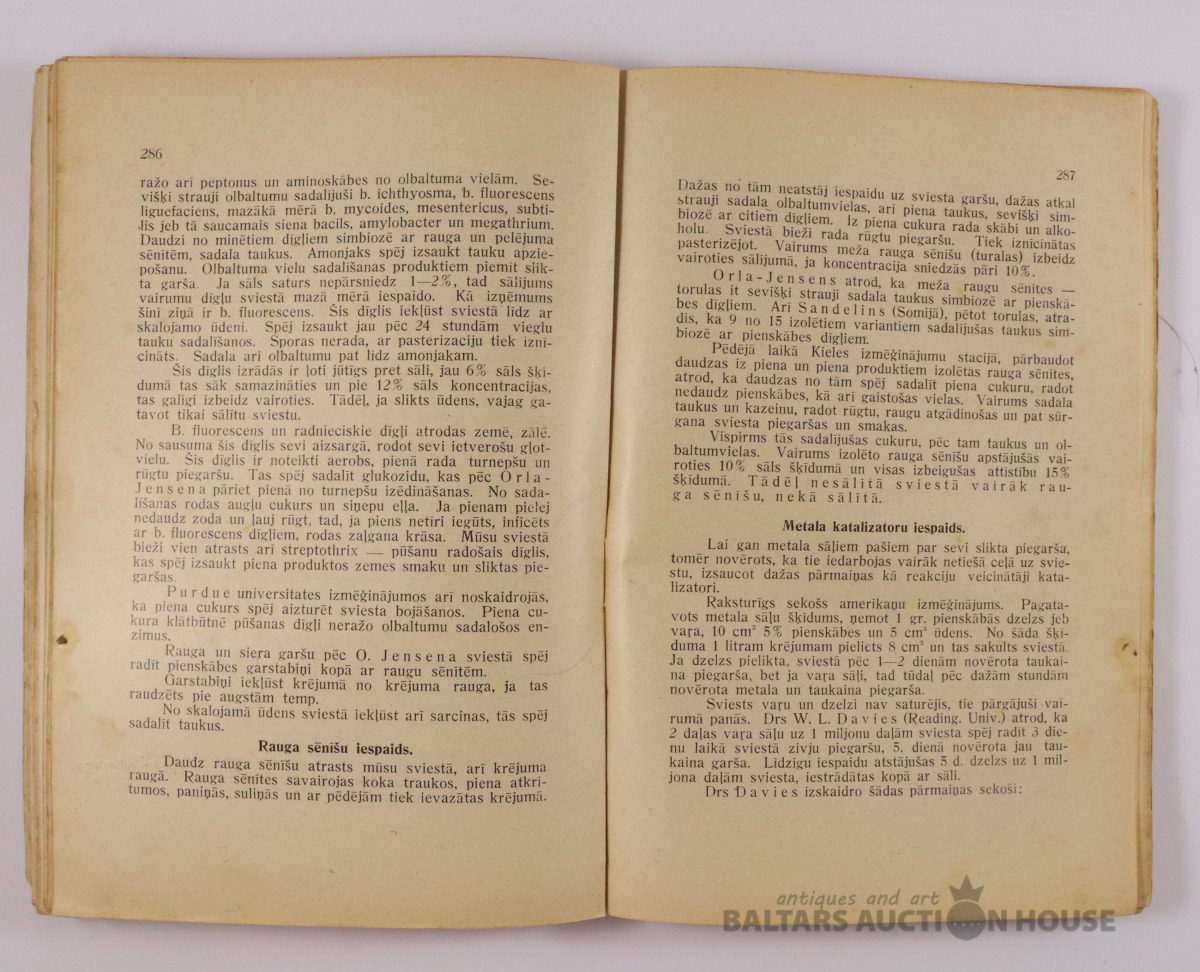 286
ražo arī peptonus un aminoskābes no olbaltuma vielām. Se-
višķi strauji olbaltumu sadalījuši b. ichthyosma, b. fluorescens
liguefaciens, mazākā mērā b. mycoides, mesentericus, subti-
lis jeb tā saucamais siena bacils, amylobacter un megathrium.
Daudzi no minētiem dīgļiem simbiozē ar rauga un pelējuma
sēnītēm, sadala taukus. Amonjaks spēj izsaukt tauku apzie-
pošanu. Olbaltuma vielu sadalīšanas produktiem piemīt slik-
ta garša. Ja sāls saturs nepārsniedz 1—2%, tad sālījums
vairumu dīgļu sviestā mazā mērā iespaido. Kā izņēmums
šinī ziņā ir b. fluorescens. Šis dīglis iekļūst sviestā līdz ar
skalojamo ūdeni. Spēj izsaukt jau pēc 24 stundām vieglu
tauku sadalīšanos. Sporas nerada, ar pasterizaciju tiek iznī-
cināts. Sadala arī olbaltumu pat līdz amonjakam.
Šis dīglis izrādās ir ļoti jūtīgs pret sāli, jau 6% sāls šķī-
dumā tas sāk samazināties un pie 12% sāls koncentracijas,
tas galīgi izbeidz vairoties. Tādēļ, ja slikts ūdens, vajag ga-
tavot tikai sālītu sviestu.
B. fluorescens un radnieciskie dīgļi atrodas zemē, zālē.
No sausuma šis dīglis sevi aizsargā, rodot sevi ietverošu gļot-
vielu. Šis dīglis ir noteikti aerobs, pienā rada turnepšu un
rūgtu piegaršu. Tas spēj sadalīt glukozidu, kas pēc Orla-
Jensena pāriet pienā no turnepšu izēdināšanas. No sada-
līšanas rodas augļu cukurs un sinepu eļļa. Ja pienam pielej
nedaudz zoda un ļauj rūgt, tad, ja piens netīri iegūts, inficēts
ar b. fluorescens dīgļiem, rodas zaļgana krāsa. Mūsu sviestā
bieži vien atrasts arī streptothrix — pūšanu radošais dīglis,
kas spēj izsaukt piena produktos zemes smaku un sliktas pie-
garšas.
Purdue universitates izmēģinājumos arī noskaidrojās,
ka piena cukurs spēj aizturēt sviesta bojāšanos. Piena cu-
kura klātbūtnē pūšanas dīgļi neražo olbaltumu sadalošos en-
zimus.
Rauga un siera garšu pēc O. Jensena sviestā spēj
radīt pienskābes garstabiņi kopā ar raugu sēnītēm.
Garstabiņi iekļūst krējumā no krējuma rauga, ja tas
raudzēts pie augstām temp.
No skalojamā ūdens sviestā iekļūst arī sarcinas, tās spēj
sadalīt taukus.
Rauga sēnīšu iespaids.
Daudz rauga sēnīšu atrasts mūsu sviestā, arī krējuma
raugā. Rauga sēnītes savairojas koka traukos, piena atkri-
tumos, paniņās, suliņās un ar pēdējām tiek ievazātas krējumā.
287
Dažas no tām neatstāj iespaidu uz sviesta garšu, dažas atkal
strauji sadala olbaltumvielas, arī piena taukus, sevišķi sim-
biozē ar citiem dīgļiem. Iz piena cukura rada skābi un alko-
holu. Sviestā bieži rada rūgtu piegaršu. Tiek iznicinātas
pasterizējot. Vairums meža rauga sēnīšu (turalas) izbeidz
vairoties sālījumā, ja koncentracija sniedzās pāri 10%.
Orla-Jensens atrod, ka meža raugu sēnītes —
torulas it sevišķi strauji sadala taukus simbiozē ar pienskā-
bes dīgļiem. Arī Sandelins (Somijā), pētot torulas, atra-
dis, ka 9 no 15 izolētiem variantiem sadalījušas taukus sim-
biozē ar pienskābes dīgļiem.
Pēdējā laikā Kieles izmēģinājumu stacijā, pārbaudot
daudzas iz piena un piena produktiem izolētas rauga sēnītes,
atrod, ka daudzas no tām spēj sadalīt piena cukuru, radot
nedaudz pienskābes, kā arī gaistošas vielas. Vairums sadala
taukus un kazeinu, radot rūgtu, raugu atgādinošas un pat sūr-
gana sviesta piegaršas un smakas.
Vispirms tās sadalījušas cukuru, pēc tam taukus un ol-
baltumvielas. Vairums izolēto rauga sēnīšu apstājušās vai-
roties 10% sāls šķīdumā un visas izbeigušas attīstību 15%
šķīdumā. Tādēļ nesālītā sviestā vairāk rau-
ga sēnīšu, nekā sālītā.
Metala katalizatoru iespaids.
Lai gan metala sāļiem pašiem par sevi slikta piegarša,
tomēr novērots, ka tie iedarbojas vairāk netiešā ceļā uz svie-
stu, izsaucot dažas pārmaiņas kā reakciju veicinātāji kata-
lizatori.
Raksturīgs sekošs amerikaņu izmēģinājums. Pagata-
vots metala sāļu šķīdums, ņemot 1 gr. pienskābās dzelzs jeb
vaŗa, 10 cm³ 5% pienskābes un 5 cm³ ūdens. No šāda šķī-
duma 1 litram krējumam pielicts 8 cm³ un tas sakults sviestā.
Ja dzelzs pielikta, sviestā pēc 1—2 dienām novērota taukai-
na piegarša, bet ja vaŗa sāļi, tad tūdaļ pēc dažām stundām
novērota metala un taukaina piegarša.
Sviests vaŗu un dzelzi nav saturējis, tie pārgājuši vai-
rumā panās. Drs W. L. Davies (Reading. Univ.) atrod, ka
2 daļas vaŗa sāļu uz 1 miljonu daļām sviesta spēj radīt 3 die-
nu laikā sviestā zivju piegaršu, 5. dienā novērota jau tau-
kaina garša. Līdzīgu iespaidu atstājušas 5 d. dzelzs uz 1 mil-
jona daļām sviesta, iestrādātas kopā ar sāli.
Drs Davies izskaidro šādas pārmaiņas sekoši:
antiques and art
BALTARS AUCTION HOUSE